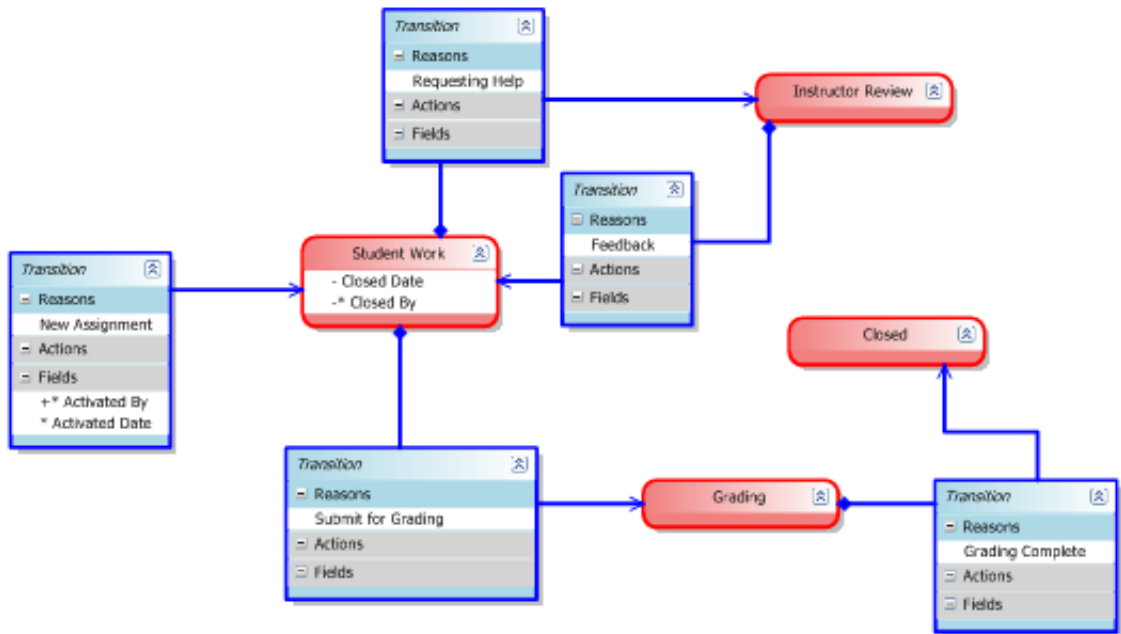 Transition
Reasons
Requesting Help
Actions
Fields
Instructor Review
Transition
Reasons
Feedback
Actions
Fields
Student Work
- Closed Date
-* Closed By
Transition
Reasons
New Assignment
Actions
Fields
+* Activated By
* Activated Date
Closed
Transition
Reasons
Submit for Grading
Actions
Fields
Grading
Transition
Reasons
Grading Complete
Actions
Fields